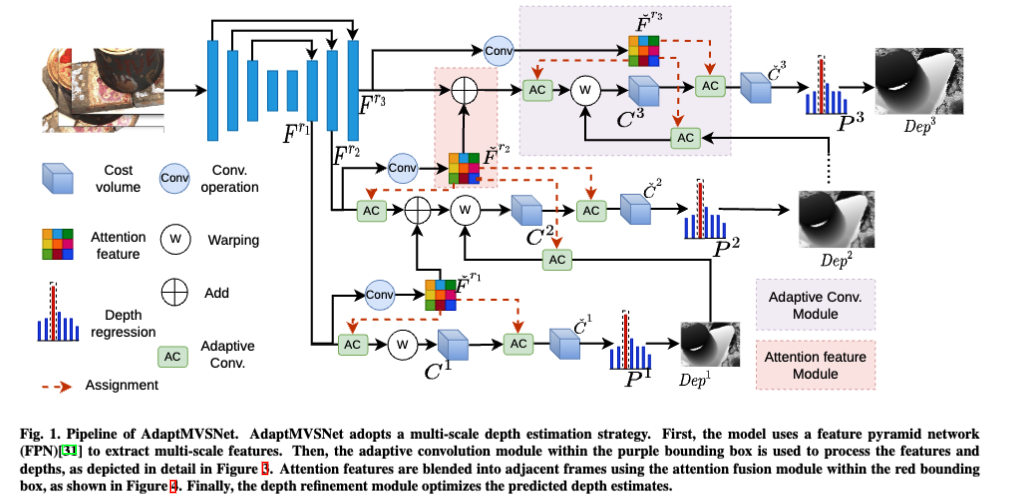 F̆^{r_3}
Conv
AC
W
AC
C̆^3
F^{r_3}
C^3
P^3
Dep^3
F^{r_1}
AC
F^{r_2}
F̆^{r_2}
Cost volume
Conv
Conv. operation
Conv
C̆^2
AC
W
AC
Attention feature
W
Warping
C^2
P^2
Dep^2
AC
F̆^{r_1}
Add
Conv
Adaptive Conv. Module
Depth regression
C̆^1
AC
W
AC
AC
Adaptive Conv.
C^1
P^1
Dep^1
Attention feature Module
Assignment
Fig. 1. Pipeline of AdaptMVSNet. AdaptMVSNet adopts a multi-scale depth estimation strategy. First, the model uses a feature pyramid network
(FPN)[31] to extract multi-scale features. Then, the adaptive convolution module within the purple bounding box is used to process the features and
depths, as depicted in detail in Figure 3. Attention features are blended into adjacent frames using the attention fusion module within the red bounding
box, as shown in Figure 4. Finally, the depth refinement module optimizes the predicted depth estimates.